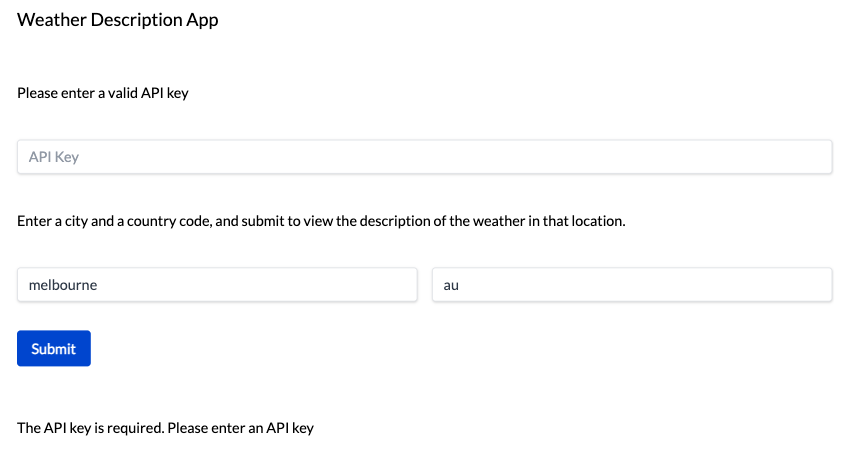 Weather Description App
Please enter a valid API key
API Key
Enter a city and a country code, and submit to view the description of the weather in that location.
melbourne
au
Submit
The API key is required. Please enter an API key